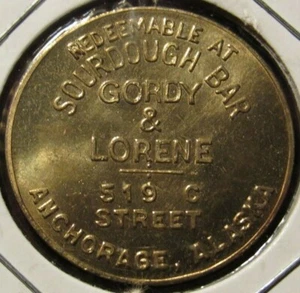 REDEEMABLE AT
SOURDOUGH BAR
GORDY
&
LORENE
519 C
STREET
ANCHORAGE, ALASKA